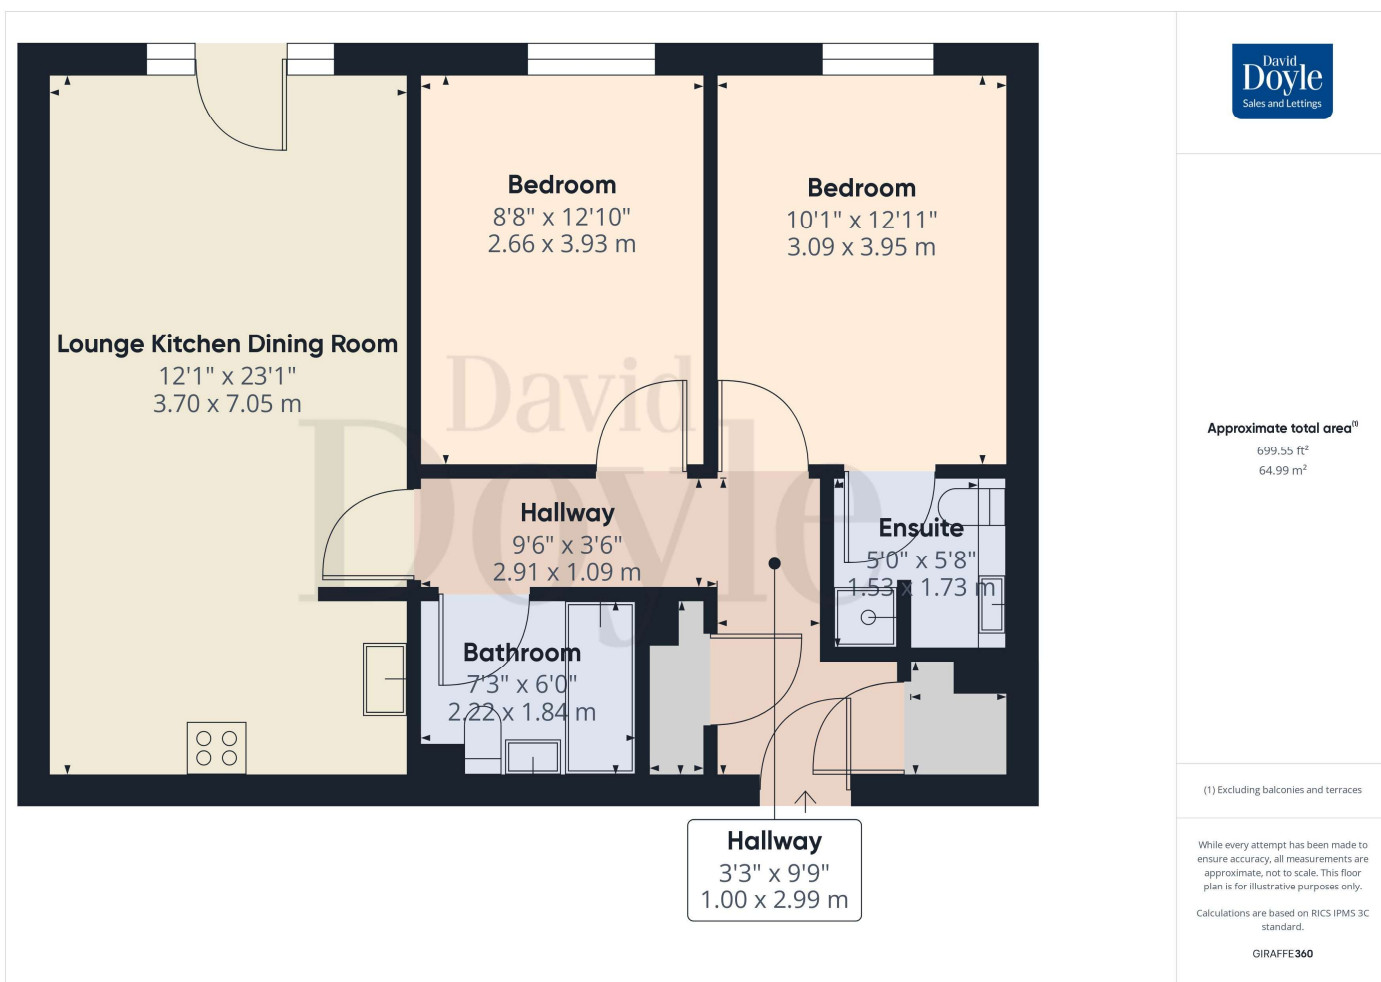 David
Doyle
Sales and Lettings
Bedroom
8'8" x 12'10"
2.66 x 3.93 m
Bedroom
10'1" x 12'11"
3.09 x 3.95 m
Lounge Kitchen Dining Room
12'1" x 23'1"
3.70 x 7.05 m
David
Doyle
Hallway
9'6" x 3'6"
2.91 x 1.09 m
Ensuite
5'0" x 5'8"
1.53 x 1.73 m
Bathroom
7'3" x 6'0"
2.22 x 1.84 m
Hallway
3'3" x 9'9"
1.00 x 2.99 m
Approximate total area(1)
699.55 ft²
64.99 m²
(1) Excluding balconies and terraces
While every attempt has been made to
ensure accuracy, all measurements are
approximate, not to scale. This floor
plan is for illustrative purposes only.
Calculations are based on RICS IPMS 3C
standard.
GIRAFFE360